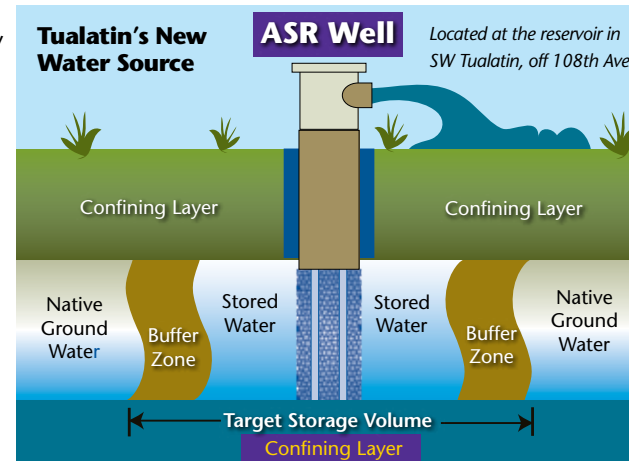 Tualatin's New
Water Source
ASR Well
Located at the reservoir in
SW Tualatin, off 108th Ave
Confining Layer
Confining Layer
Native
Ground
Water
Buffer
Zone
Stored
Water
Stored
Water
Buffer
Zone
Native
Ground
Water
Target Storage Volume
Confining Layer